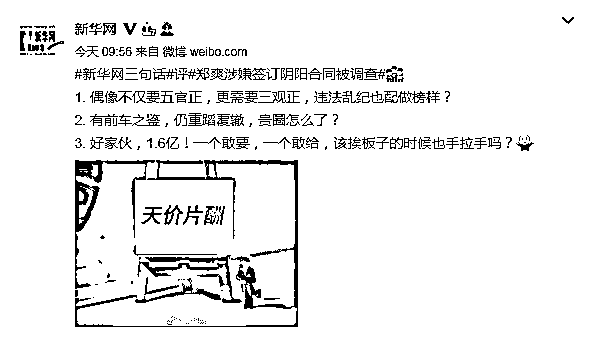 新华网
新华网
今天 09:56 来自 微博 weibo.com
#新华网三句话#评#郑爽涉嫌签订阴阳合同被调查#
1. 偶像不仅要五官正，更需要三观正，违法乱纪也配做榜样？
2. 有前车之鉴，仍重蹈覆辙，贵圈怎么了？
3. 好家伙，1.6亿！一个敢要，一个敢给，该挨板子的时候也手拉手吗？
天价片酬